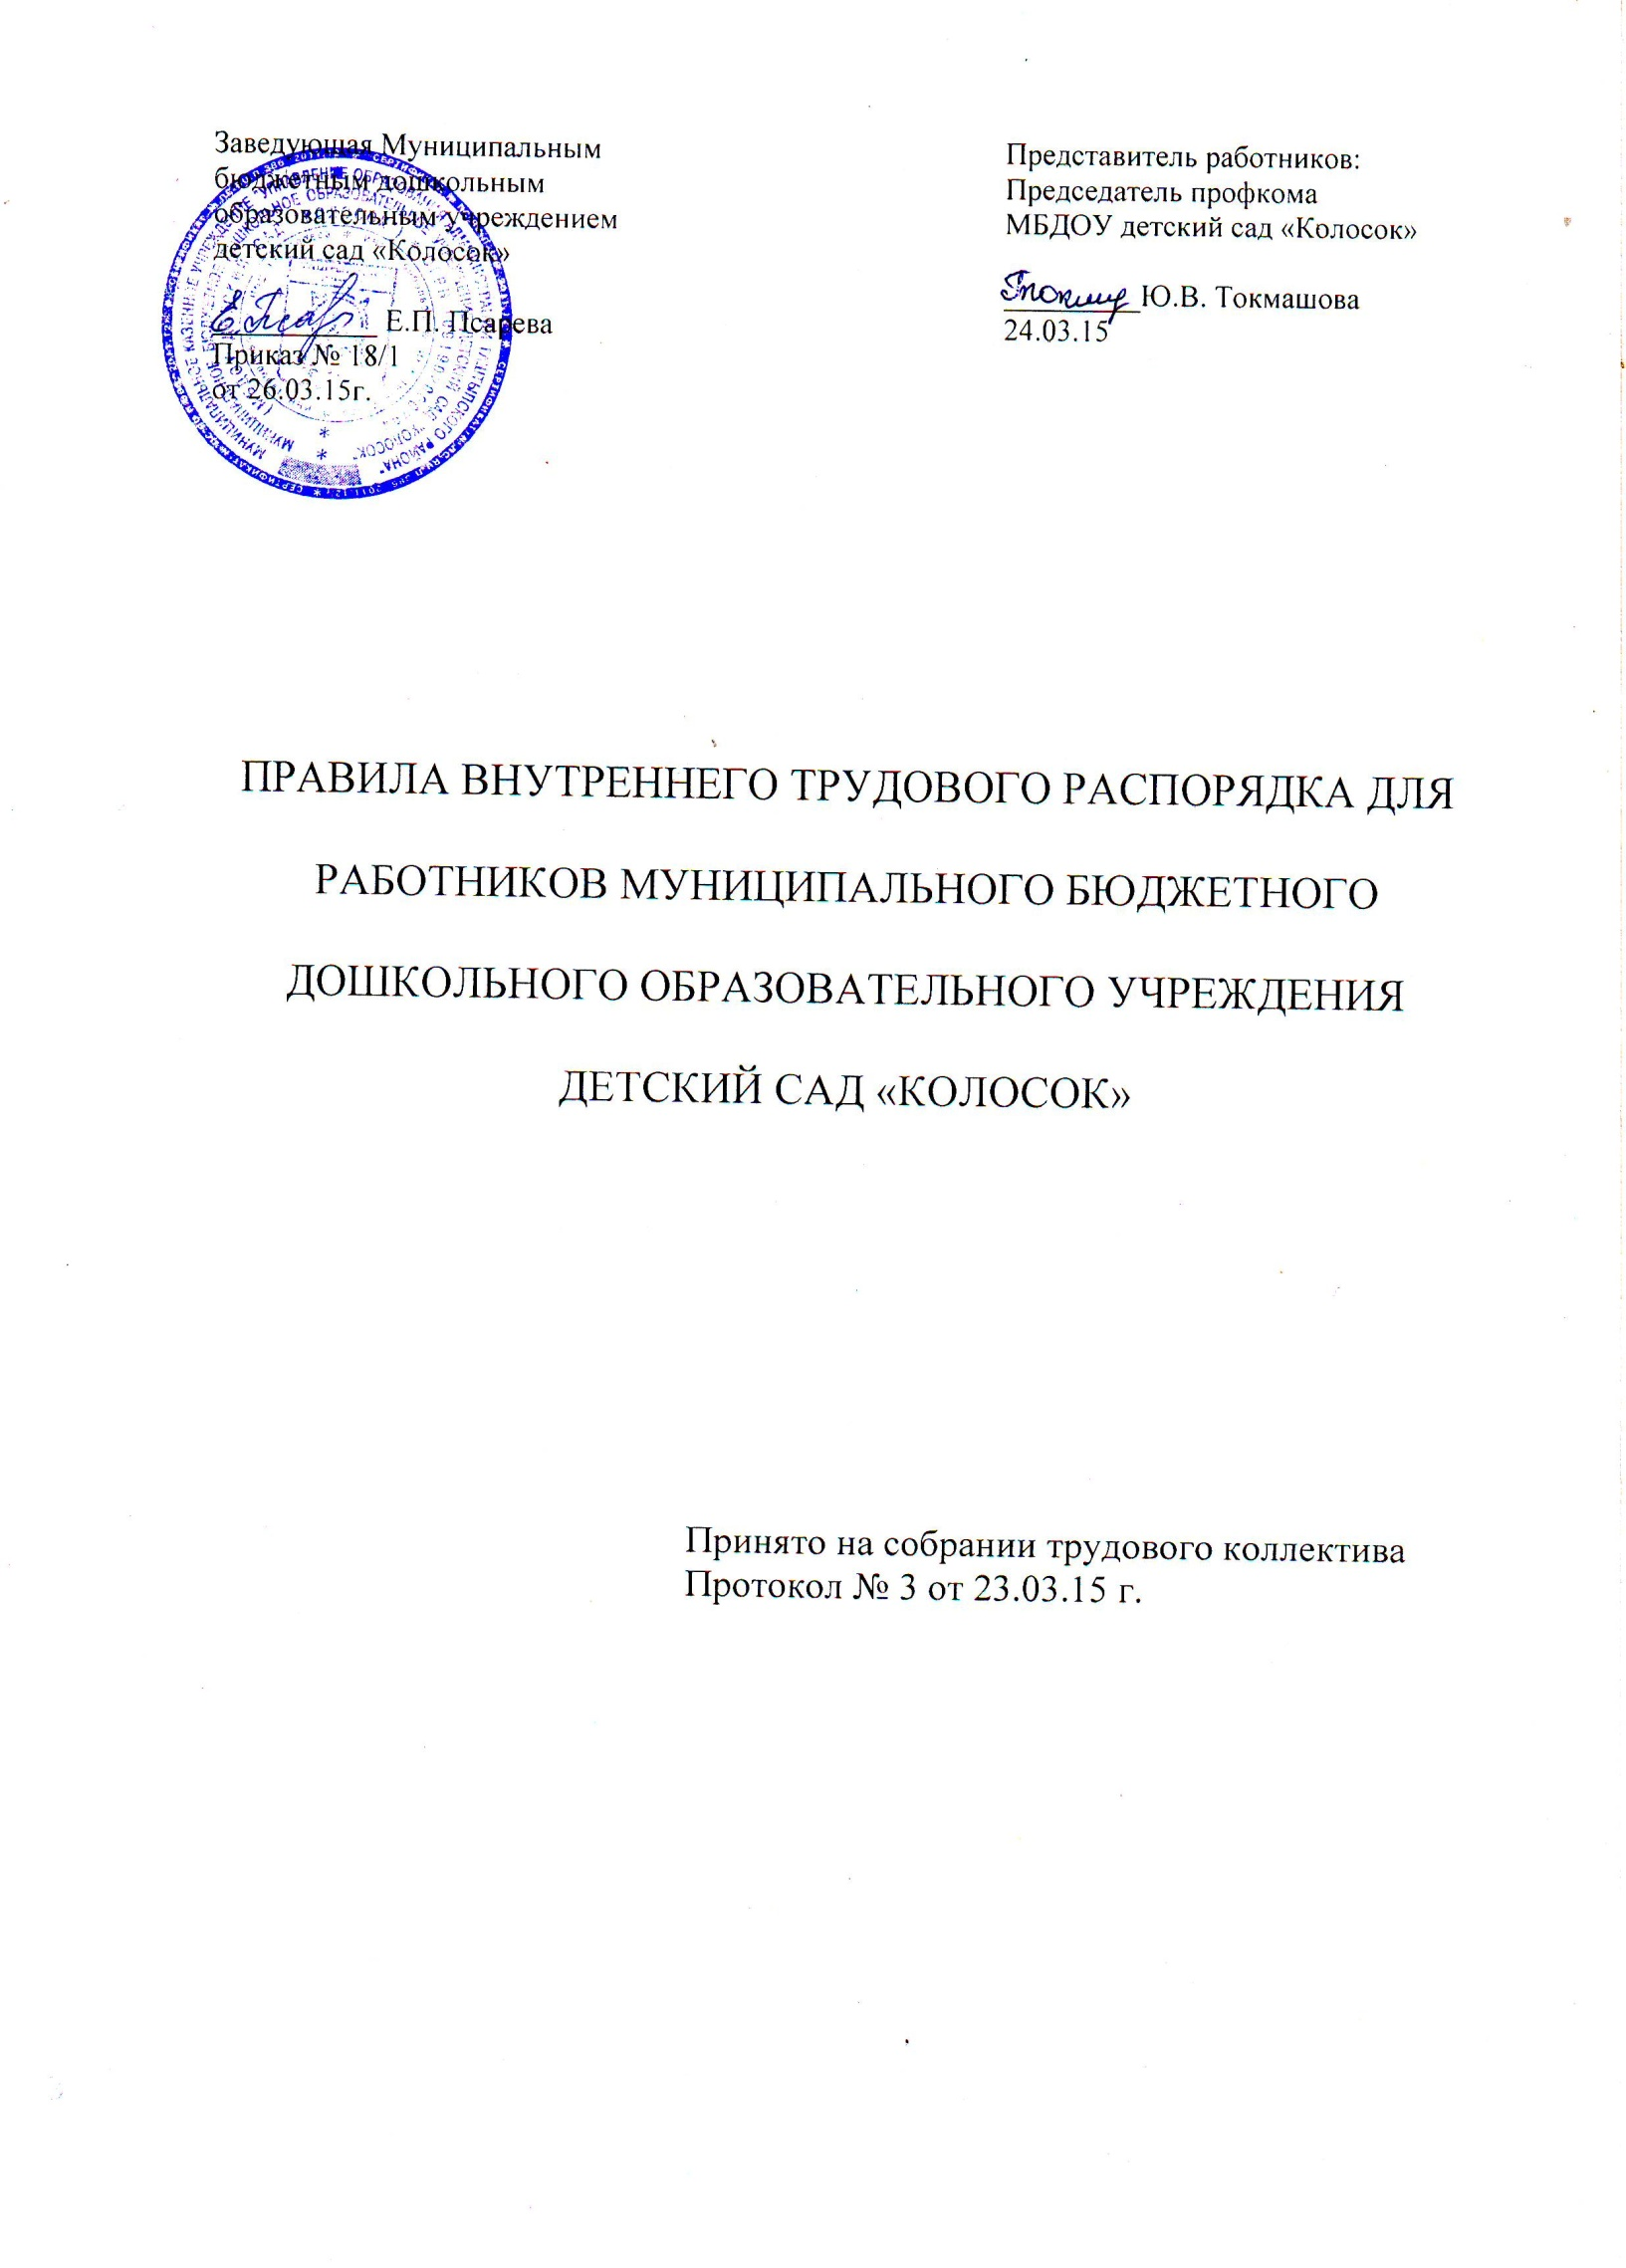 Заведующая Муниципальным
бюджетным дошкольным
образовательным учреждением
детский сад «Колосок»
Е.П. Псарева
Приказ № 18/1
от 26.03.15г.
Представитель работников:
Председатель профкома
МБДОУ детский сад «Колосок»
Ю.В. Токмашова
24.03.15
ПРАВИЛА ВНУТРЕННЕГО ТРУДОВОГО РАСПОРЯДКА ДЛЯ
РАБОТНИКОВ МУНИЦИПАЛЬНОГО БЮДЖЕТНОГО
ДОШКОЛЬНОГО ОБРАЗОВАТЕЛЬНОГО УЧРЕЖДЕНИЯ
ДЕТСКИЙ САД «КОЛОСОК»
Принято на собрании трудового коллектива
Протокол № 3 от 23.03.15 г.